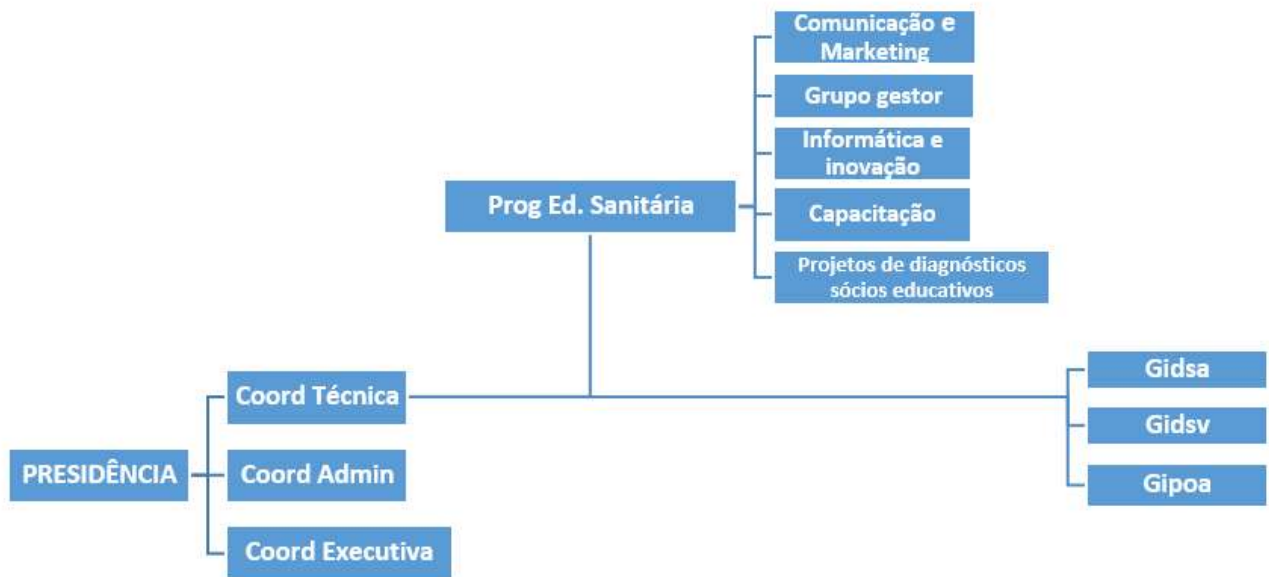 Comunicação e
Marketing
Grupo gestor
Informática e
inovação
Prog Ed. Sanitária
Capacitação
Projetos de diagnósticos
sócios educativos
Gidsa
Coord Técnica
Gidsv
PRESIDÊNCIA
Coord Admin
Gipoa
Coord Executiva